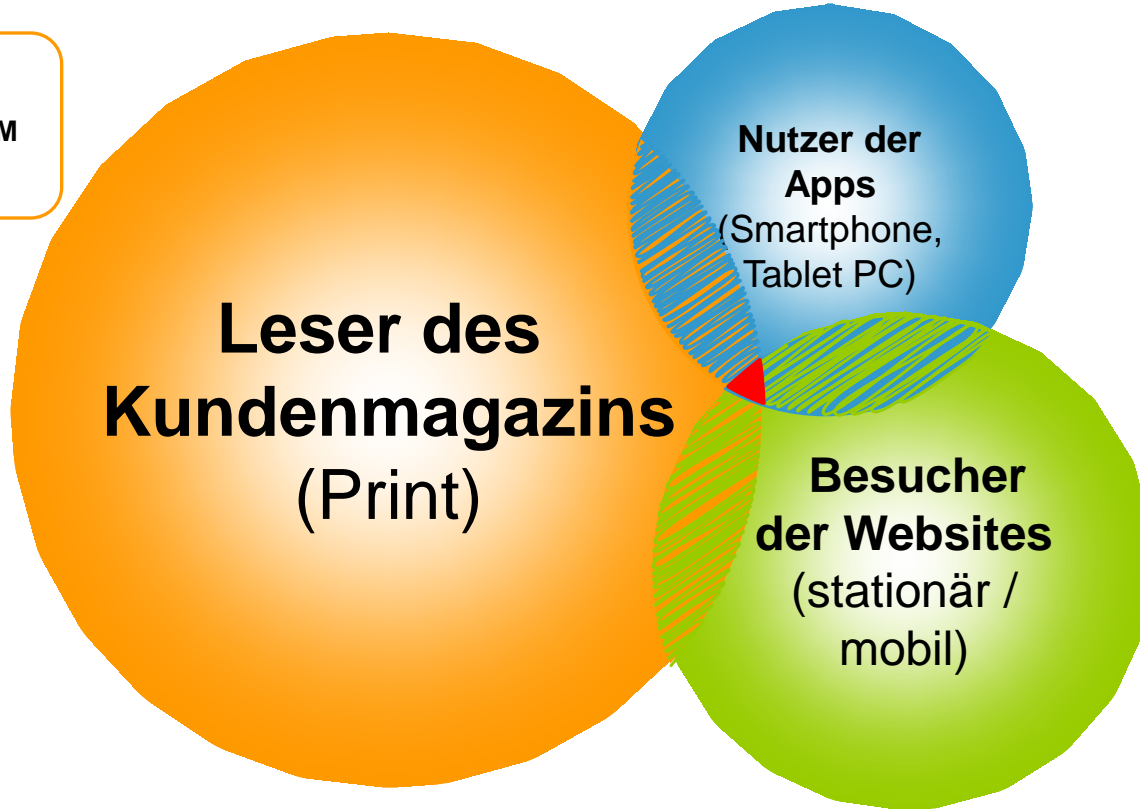 M
Nutzer der
Apps
(Smartphone,
Tablet PC)
Leser des
Kundenmagazins
(Print)
Besucher
der Websites
(stationär /
mobil)